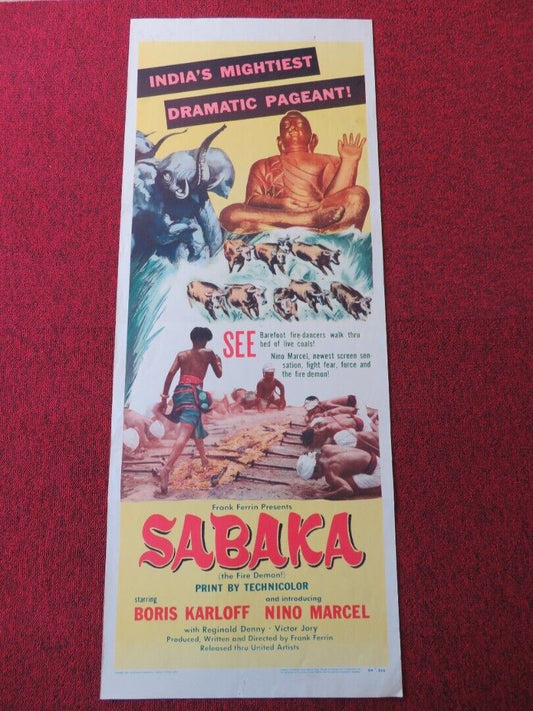 INDIA'S MIGHTIEST
DRAMATIC PAGEANT!
SEE
Barefoot fire-dancers walk thru
bed of live coals!
Nino Marcel, newest screen sen-
sation, fight fear, force and
the fire demon!
Frank Ferrin Presents
SABAKA
(the Fire Demon!)
PRINT BY TECHNICOLOR
starring and introducing
BORIS KARLOFF NINO MARCEL
with Reginald Denny · Victor Jory
Produced, Written and Directed by Frank Ferrin
Released thru United Artists